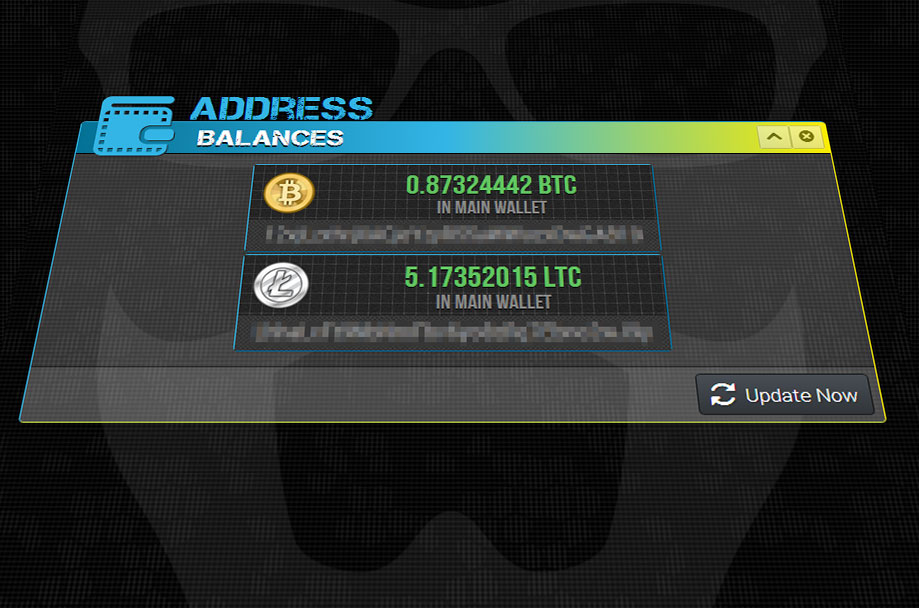 ADDRESS
BALANCES
0.87324442 BTC
IN MAIN WALLET
5.17352015 LTC
IN MAIN WALLET
Update Now